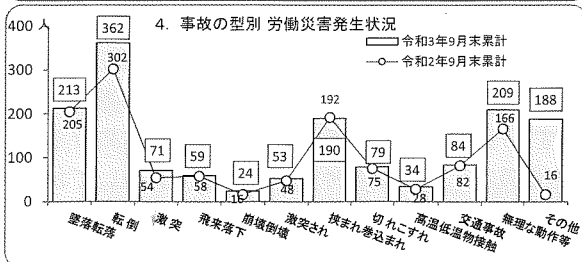 4. 事故の型別 労働災害発生状況
人
令和3年9月末累計
令和2年9月末累計
400
300
200
100
0
213
205
362
302
71
54
59
58
24
16
53
48
192
190
79
75
34
28
84
82
209
166
188
16
墜落転落
転倒
激突
飛来落下
崩壊倒壊
激突され
挟まれ巻込まれ
切れこすれ
高温低温物接触
交通事故
無理な動作等
その他